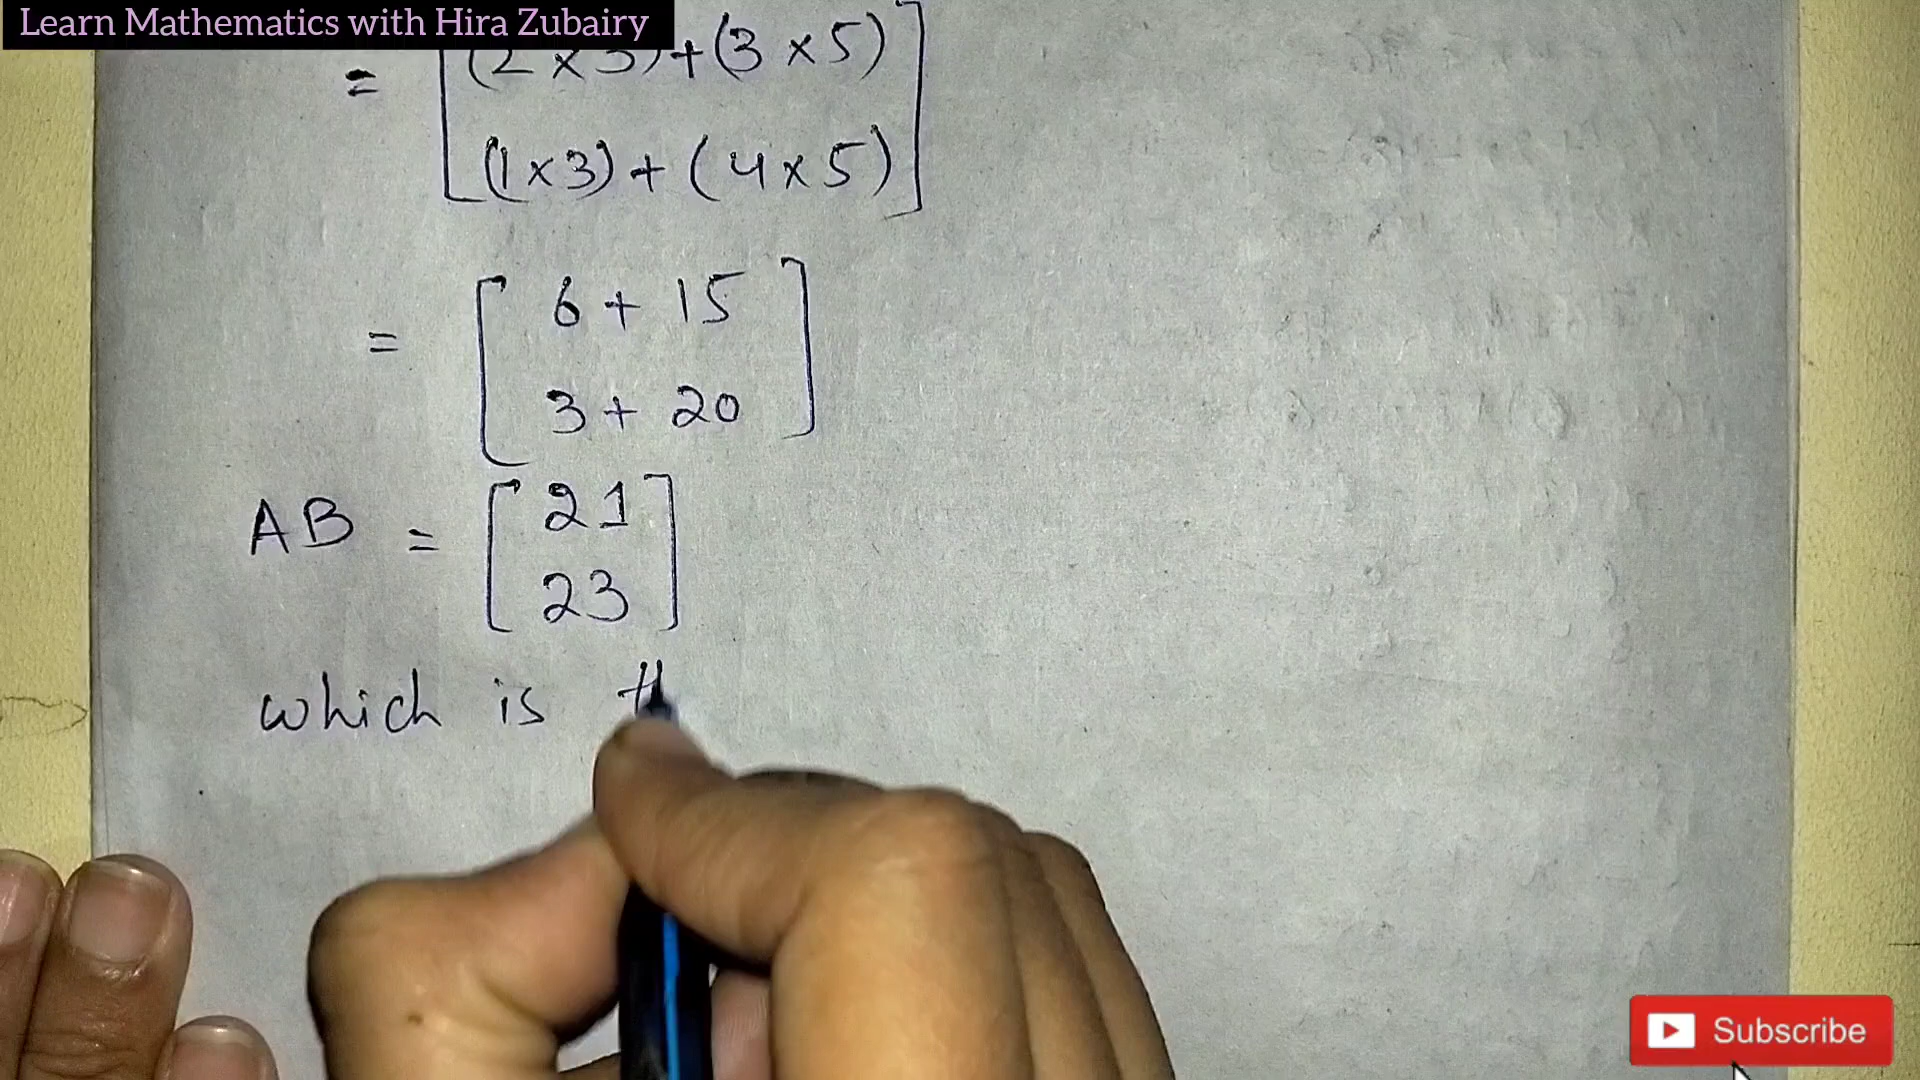 Learn Mathematics with Hira Zubairy
= [(2 × 3) + (3 × 5)]
[(1 × 3) + (4 × 5)]
= [6 + 15]
[3 + 20]
AB = [21]
[23]
which is
Subscribe